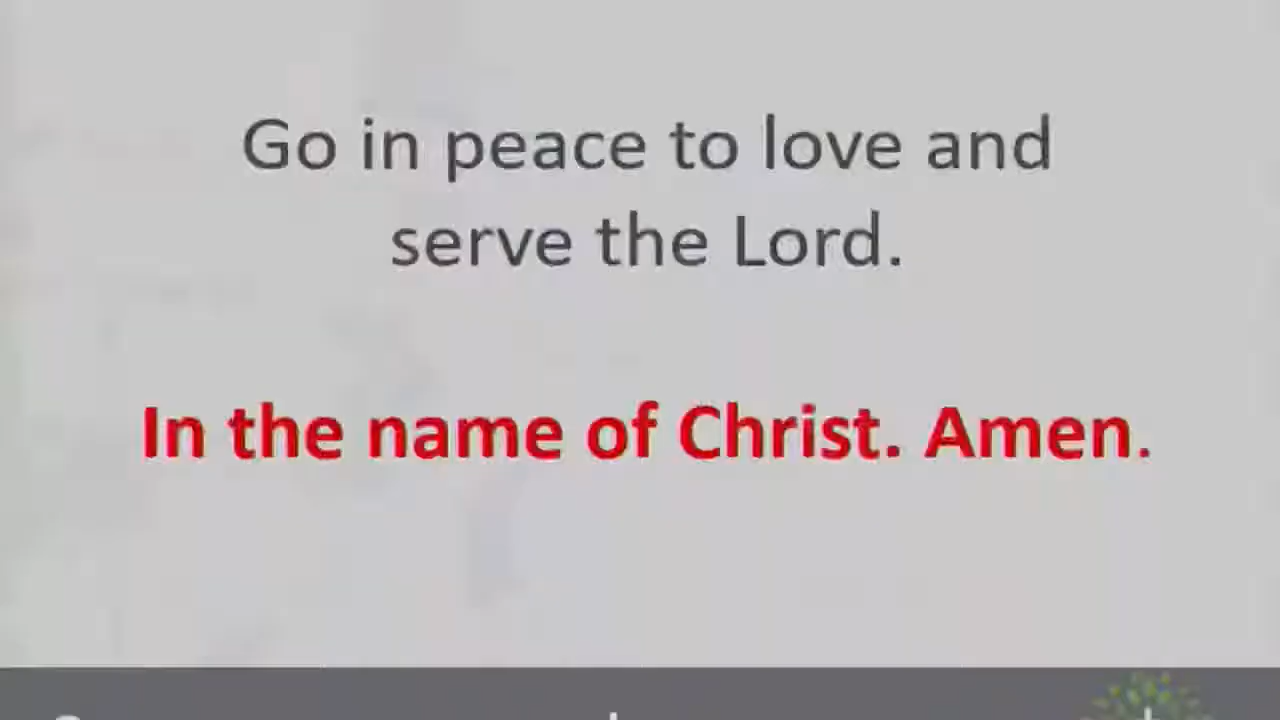 Go in peace to love and
serve the Lord.
In the name of Christ. Amen.